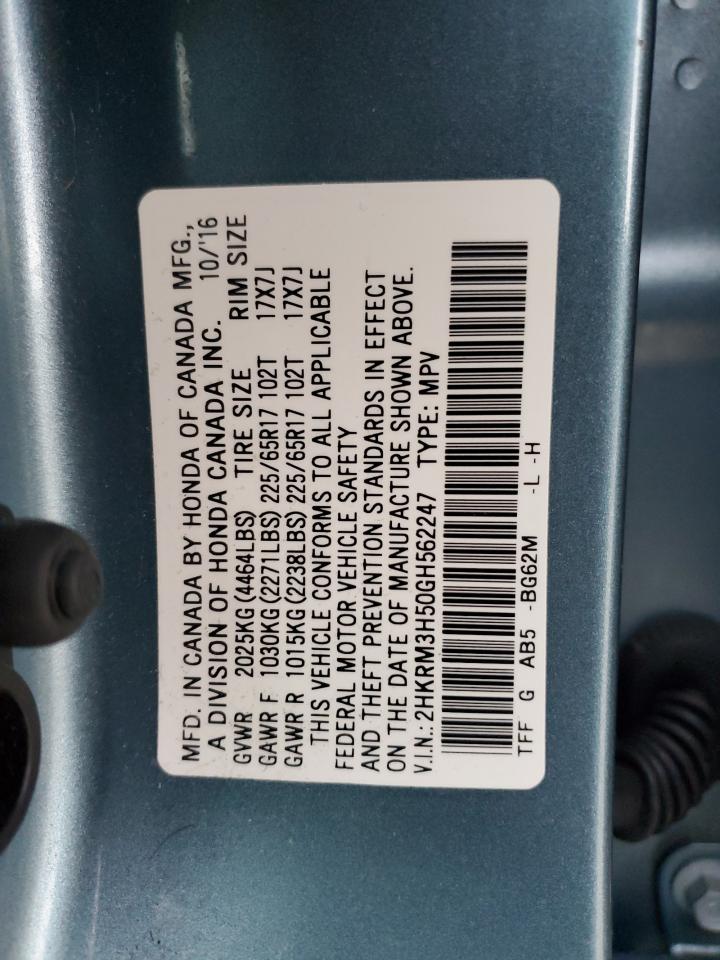 MFD. IN CANADA BY HONDA OF CANADA MFG.,
A DIVISION OF HONDA CANADA INC. 10/'16
GVWR 2025KG (4464LBS) TIRE SIZE RIM SIZE
GAWR F 1030KG (2271LBS) 225/65R17 102T 17X7J
GAWR R 1015KG (2238LBS) 225/65R17 102T 17X7J
THIS VEHICLE CONFORMS TO ALL APPLICABLE
FEDERAL MOTOR VEHICLE SAFETY
AND THEFT PREVENTION STANDARDS IN EFFECT
ON THE DATE OF MANUFACTURE SHOWN ABOVE.
V.I.N.: 2HKRM3H50GH562247 TYPE: MPV
TFF G AB5 -BG62M -L -H